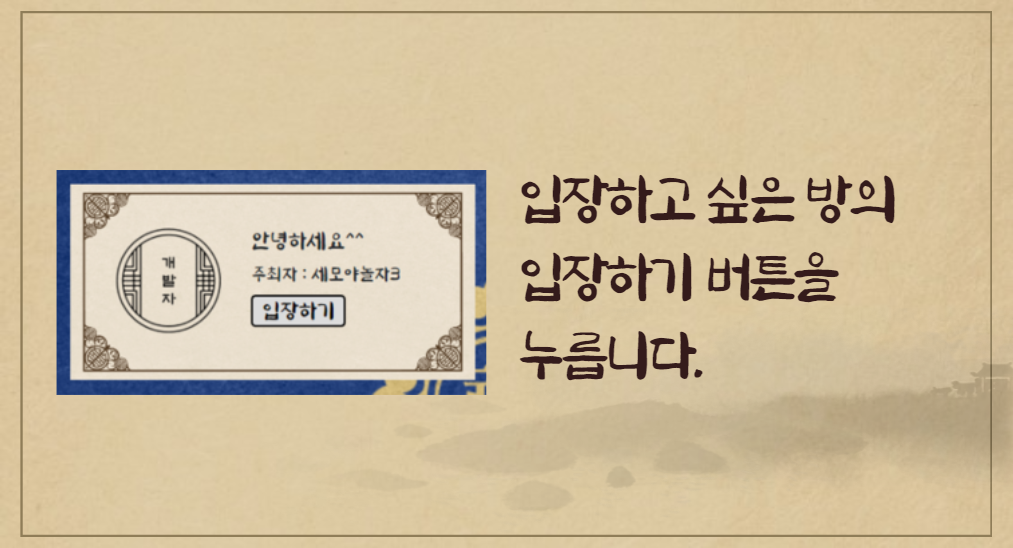 개
발
자
안녕하세요^^
주최자 : 세모야놀자3
입장하기
입장하고 싶은 방의
입장하기 버튼을
누릅니다.